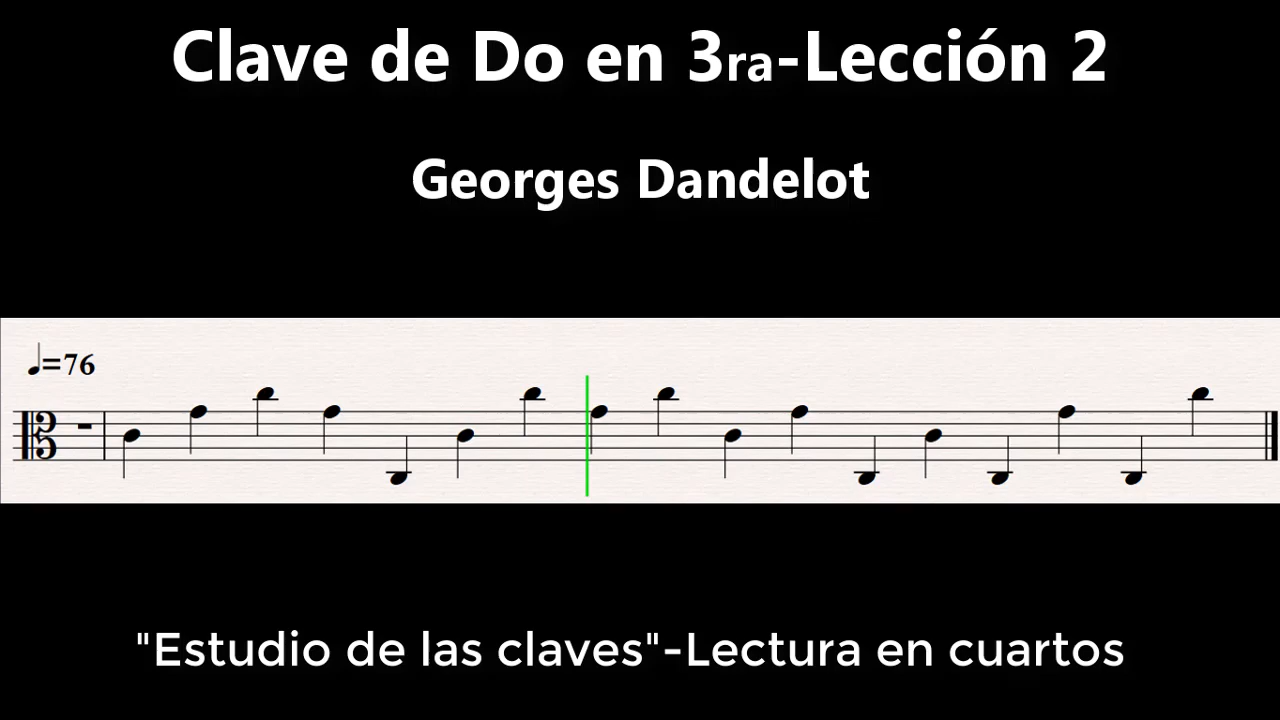 Clave de Do en 3ra-Lección 2
Georges Dandelot
♩=76
"Estudio de las claves"-Lectura en cuartos